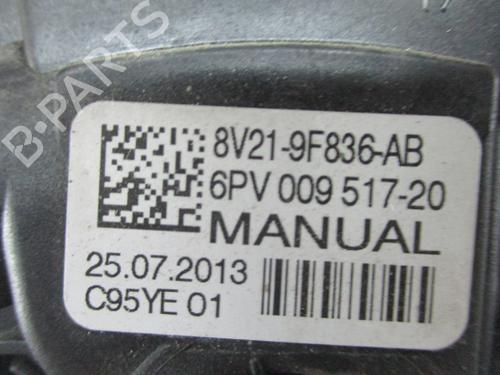 B-PARTS
8V21-9F836-AB
6PV 009 517-20
MANUAL
25.07.2013
C95YE 01